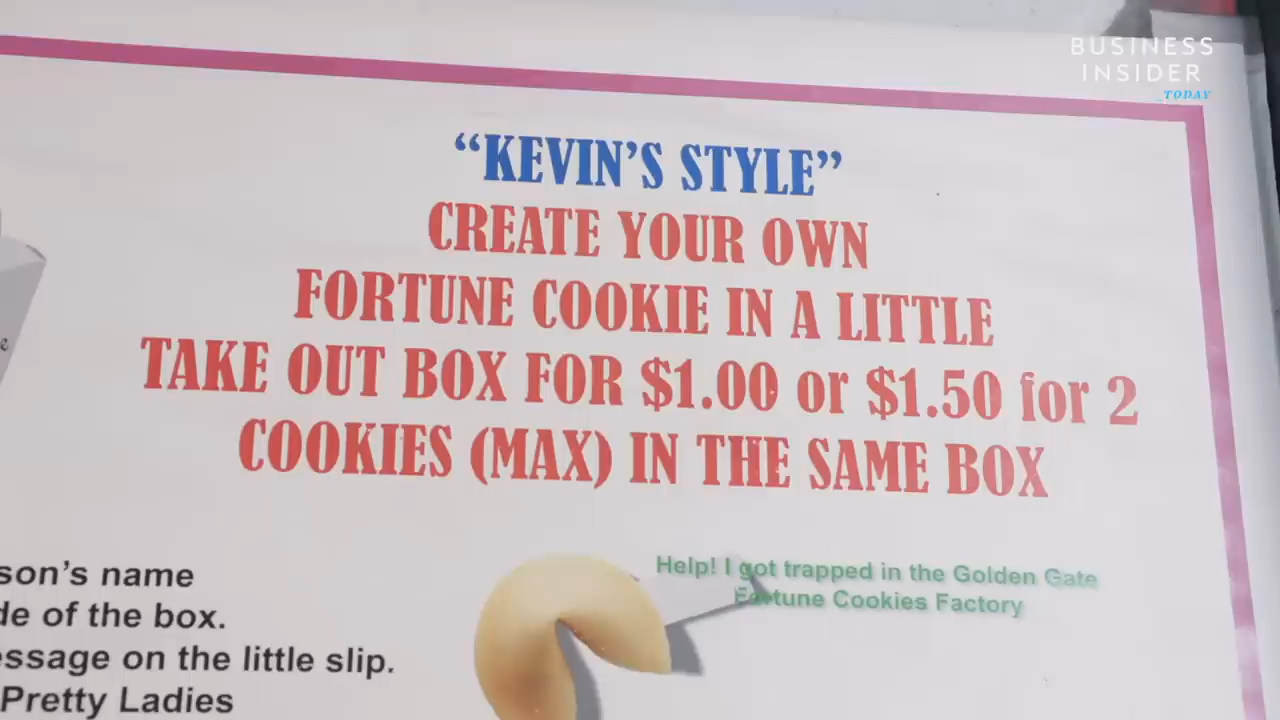 BUSINESS
INSIDER
TODAY
“KEVIN’S STYLE”
CREATE YOUR OWN
FORTUNE COOKIE IN A LITTLE
TAKE OUT BOX FOR $1.00 or $1.50 for 2
COOKIES (MAX) IN THE SAME BOX
Help! I got trapped in the Golden Gate
Fortune Cookies Factory
son’s name
de of the box.
essage on the little slip.
Pretty Ladies